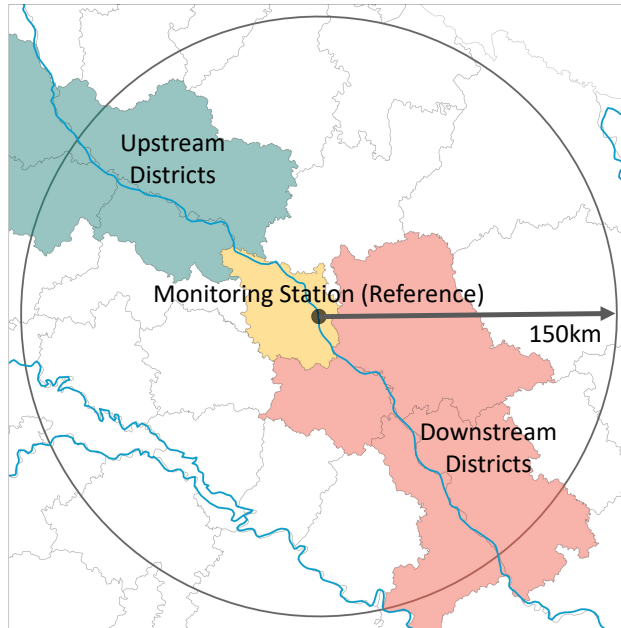 Upstream
Districts
Monitoring Station (Reference)
150km
Downstream
Districts